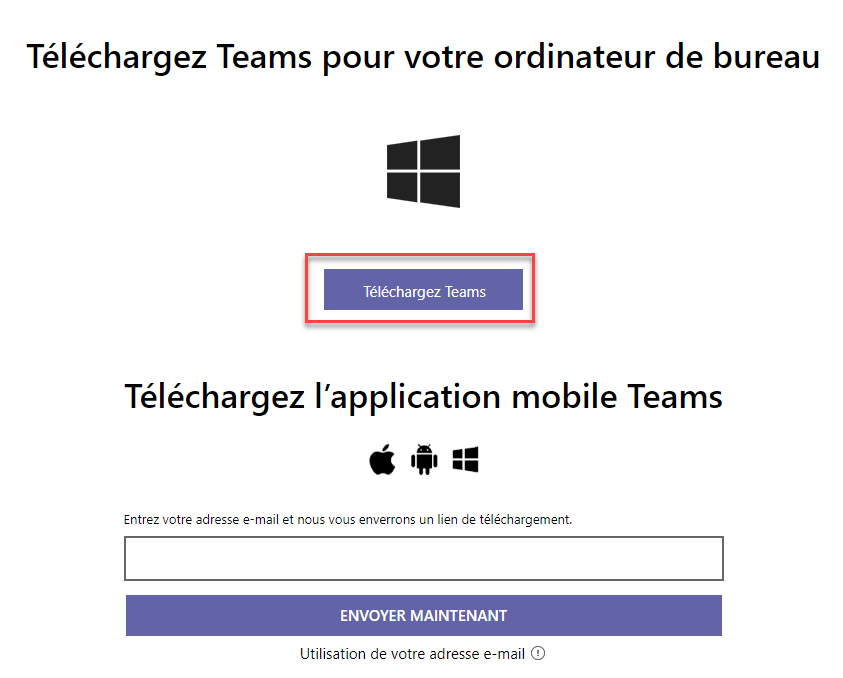 Téléchargez Teams pour votre ordinateur de bureau
Téléchargez Teams
Téléchargez l’application mobile Teams
Entrez votre adresse e-mail et nous vous enverrons un lien de téléchargement.
ENVOYER MAINTENANT
Utilisation de votre adresse e-mail